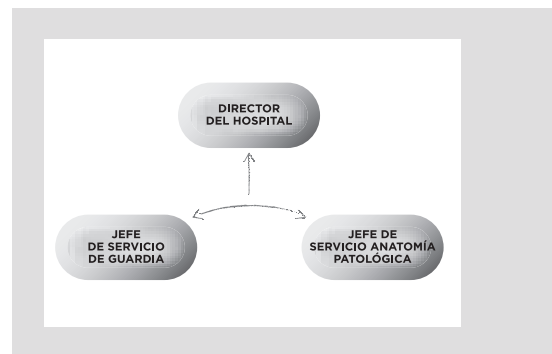 DIRECTOR
DEL HOSPITAL
JEFE
DE SERVICIO
DE GUARDIA
JEFE DE
SERVICIO ANATOMÍA
PATOLÓGICA